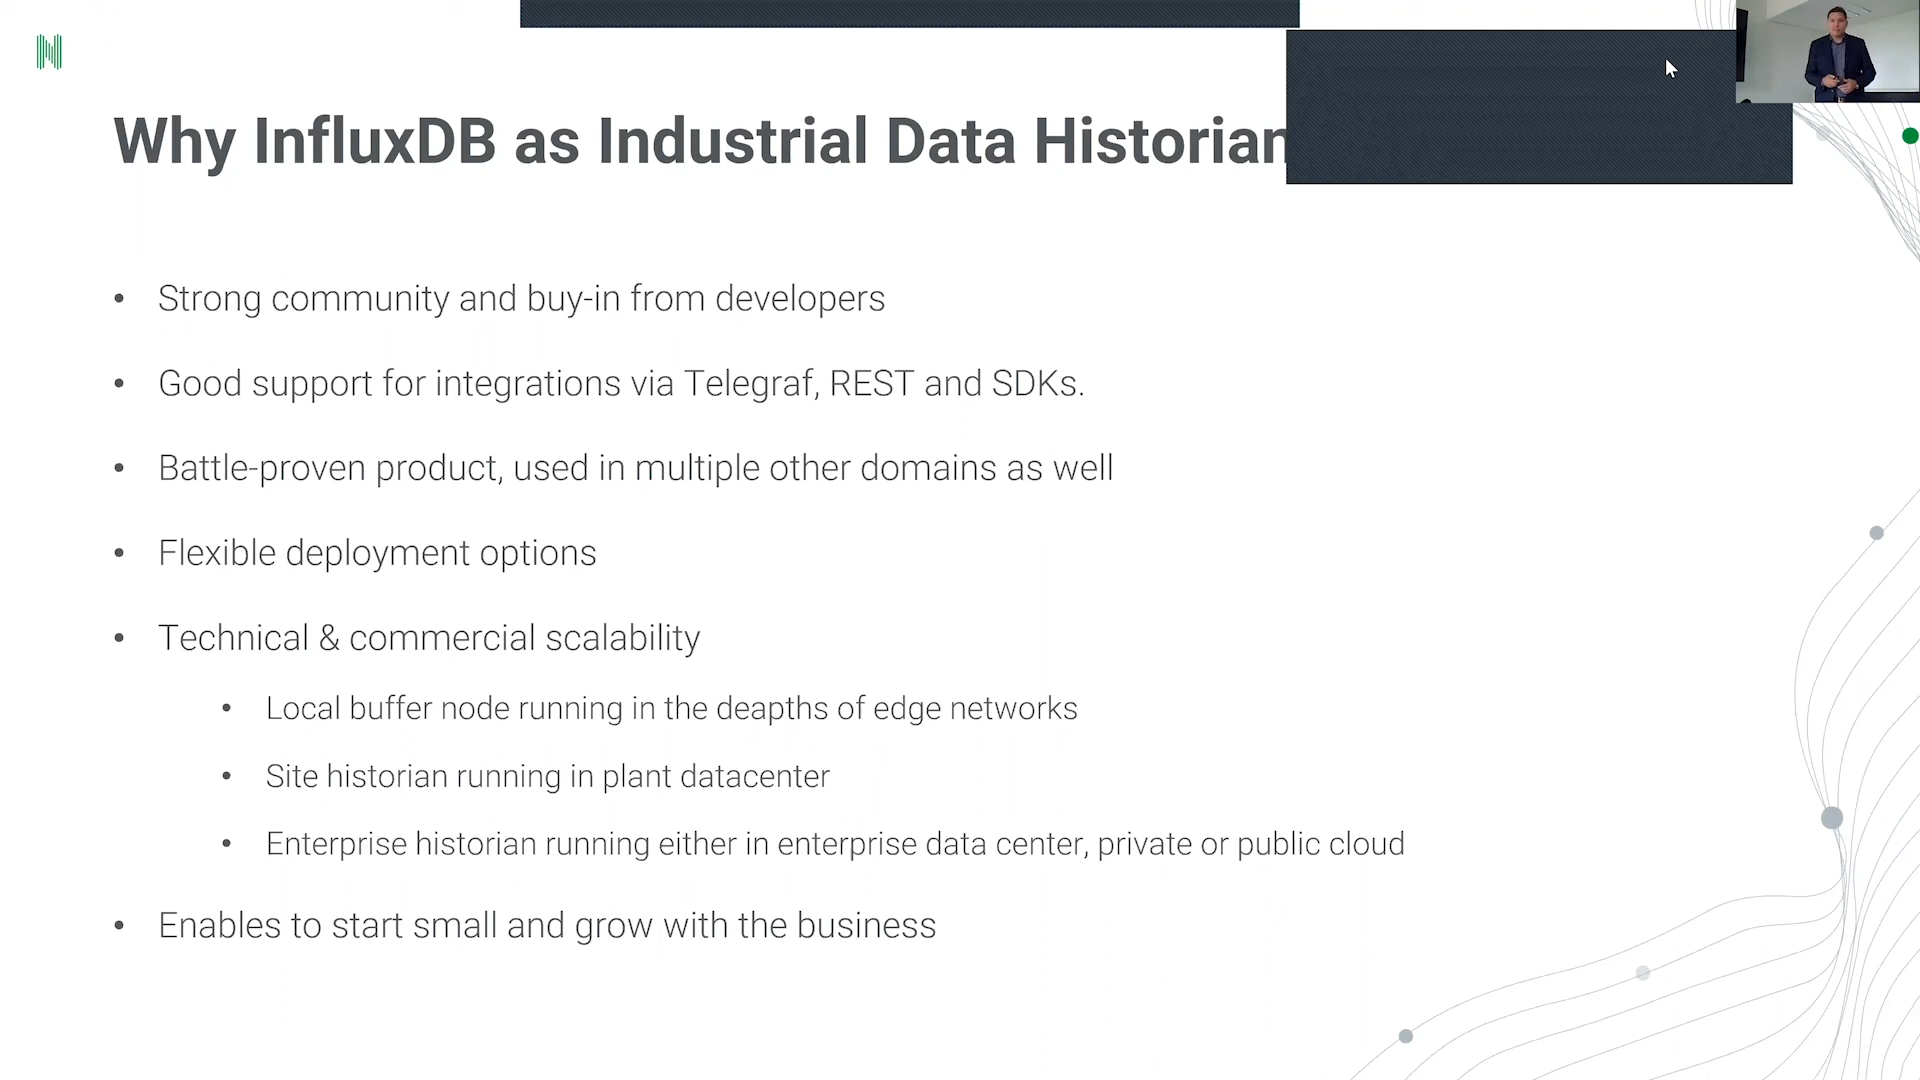 Why InfluxDB as Industrial Data Historian
• Strong community and buy-in from developers
• Good support for integrations via Telegraf, REST and SDKs.
• Battle-proven product, used in multiple other domains as well
• Flexible deployment options
• Technical & commercial scalability
• Local buffer node running in the deapths of edge networks
• Site historian running in plant datacenter
• Enterprise historian running either in enterprise data center, private or public cloud
• Enables to start small and grow with the business